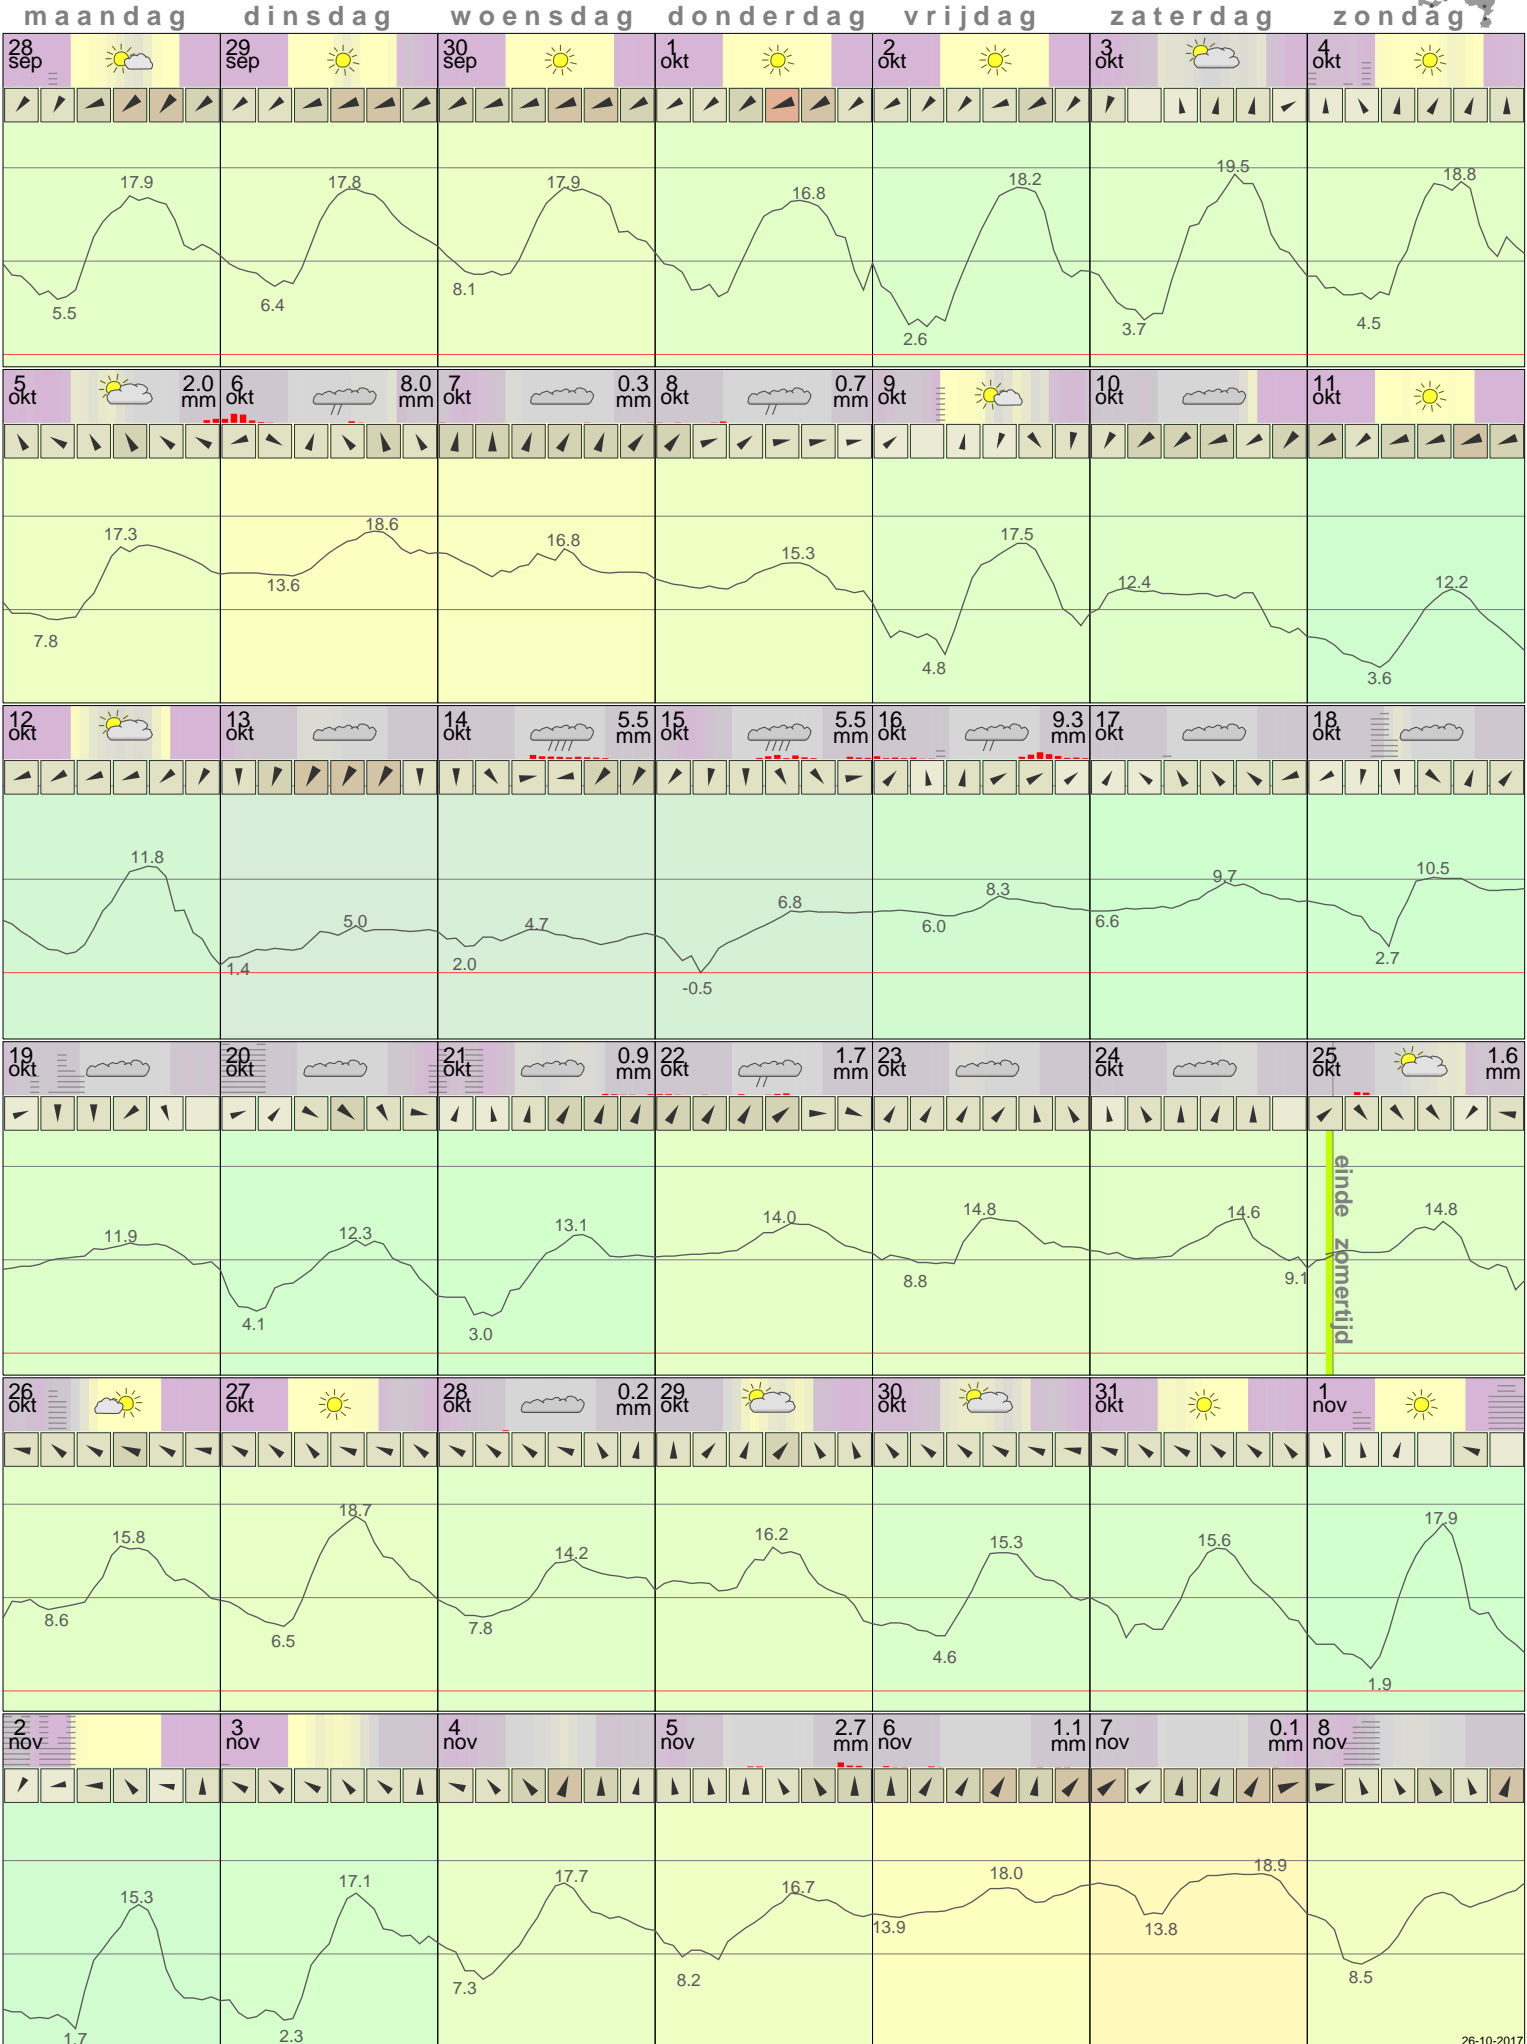 maandag dinsdag woensdag donderdag vrijdag zaterdag zondag
28 sep 29 sep 30 sep 1 okt 2 okt 3 okt 4 okt
17.9 17.8 17.9 16.8 18.2 19.5 18.8
5.5 6.4 8.1 2.6 3.7 4.5
5 okt 2.0 mm 6 okt 8.0 mm 7 okt 0.3 mm 8 okt 0.7 mm 9 okt 10 okt 11 okt
17.3 18.6 16.8 15.3 17.5 12.4 12.2
7.8 13.6 4.8 3.6
12 okt 13 okt 14 okt 5.5 mm 15 okt 5.5 mm 16 okt 9.3 mm 17 okt 18 okt
11.8 5.0 4.7 6.8 8.3 9.7 10.5
1.4 2.0 -0.5 6.0 6.6 2.7
19 okt 20 okt 21 okt 0.9 mm 22 okt 1.7 mm 23 okt 24 okt 25 okt 1.6 mm
einde zomertijd
11.9 12.3 13.1 14.0 14.8 14.6 14.8
4.1 3.0 8.8 9.1
26 okt 27 okt 28 okt 0.2 mm 29 okt 30 okt 31 okt 1 nov
15.8 18.7 14.2 16.2 15.3 15.6 17.9
8.6 6.5 7.8 4.6 1.9
2 nov 3 nov 4 nov 5 nov 2.7 mm 6 nov 1.1 mm 7 nov 0.1 mm 8 nov
15.3 17.1 17.7 16.7 18.0 18.9
1.7 2.3 7.3 8.2 13.9 13.8 8.5
26-10-2017